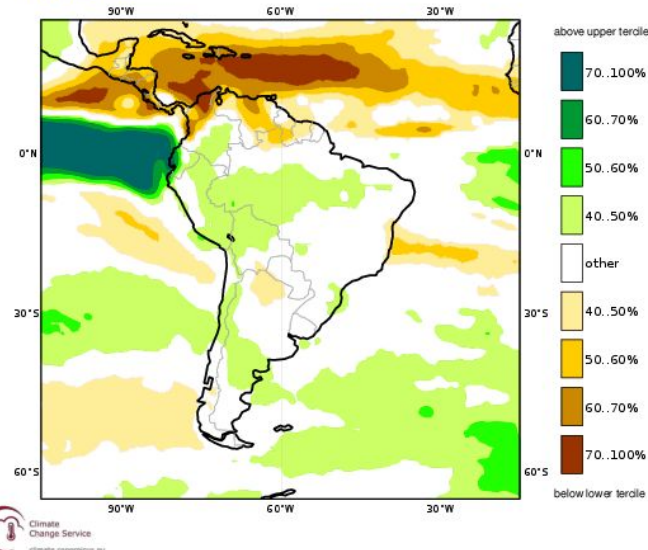 90°W 60°W 30°W
above upper tercile
70..100%
60..70%
0°N 0°N 50..60%
40..50%
other
30°S 30°S 40..50%
50..60%
60..70%
60°S 60°S 70..100%
below lower tercile
90°W 60°W 30°W
Climate
Change Service